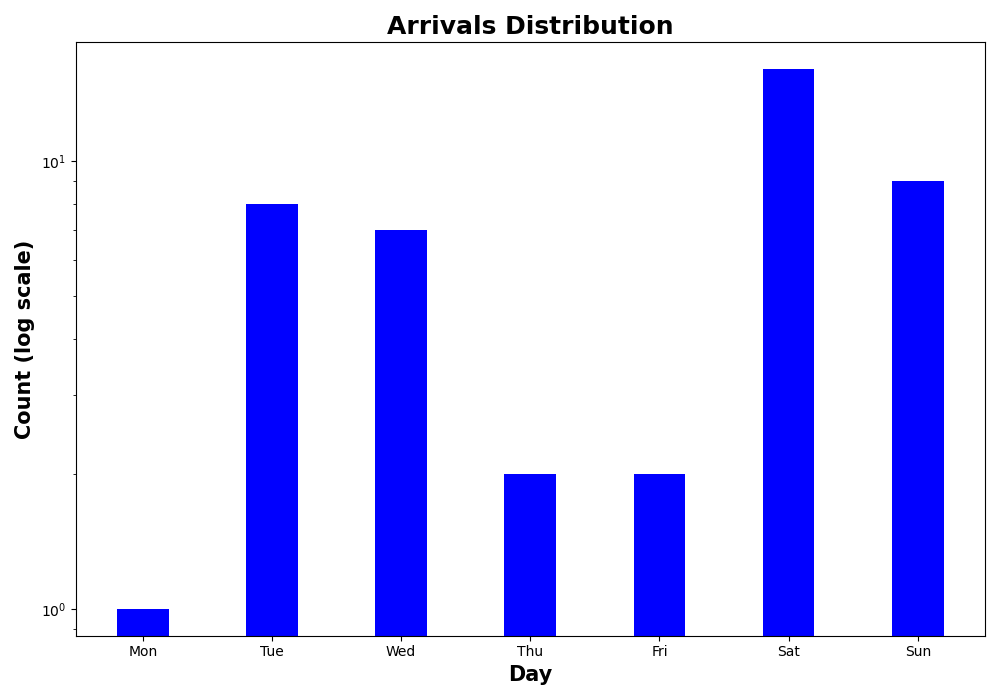 Arrivals Distribution
Count (log scale)
10¹
10⁰
Mon Tue Wed Thu Fri Sat Sun
Day